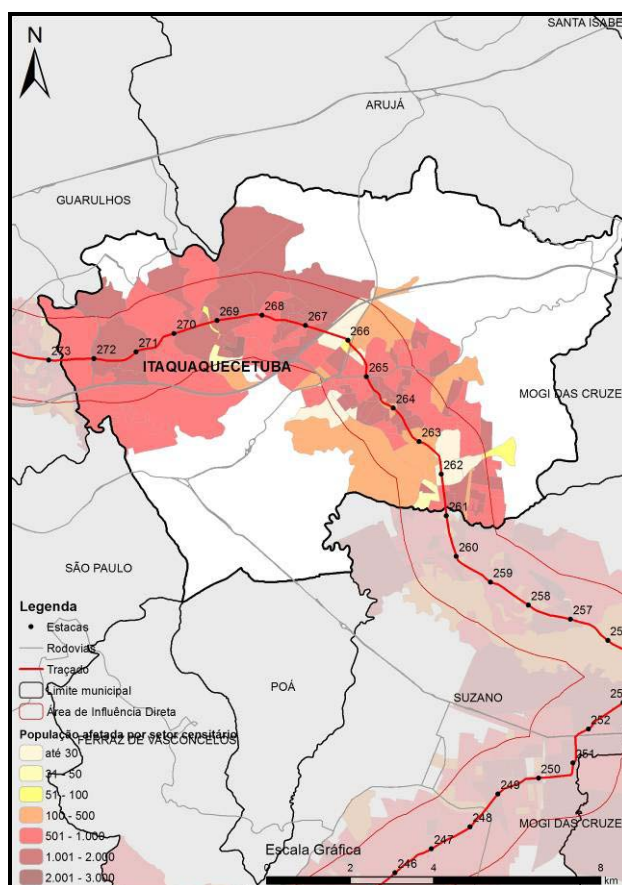 SANTA ISABE
N
ARUJÁ
GUARULHOS
268
269
267
270
266
271
272
273
ITAQUAQUECETUBA
265
MOGI DAS CRUZE
264
263
262
261
260
SÃO PAULO
259
258
257
Legenda
Estacas
Rodovias
Traçado
Limite municipal
Área de Influência Direta
POÁ
SUZANO
População afetada por setor censitário
FERRAZ DE VASCONCELOS
252
até 30
31 - 50
51 - 100
100 - 500
501 - 1.000
1.001 - 2.000
2.001 - 3.000
251
250
249
248
MOGI DAS CRUZE
247
246
Escala Gráfica
0 2 4 6 8
km